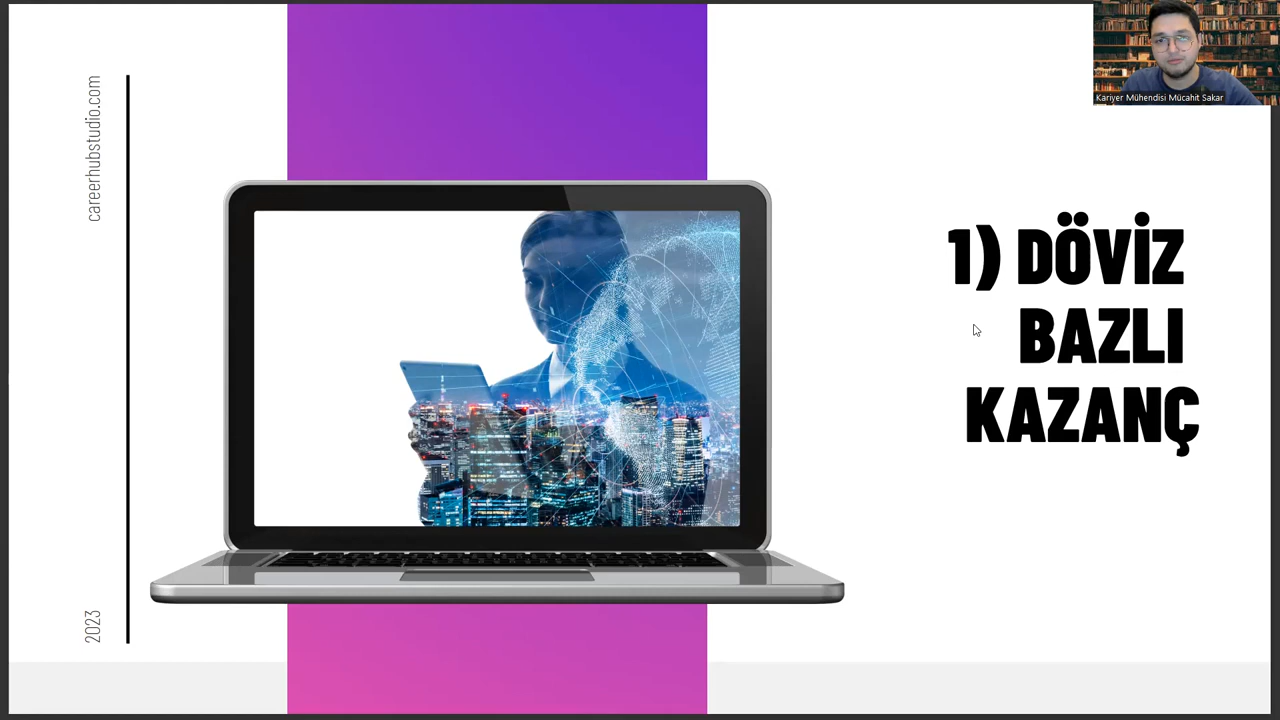 careerhubstudio.com
2023
1) DÖVİZ
BAZLI
KAZANÇ
Kariyer Mühendisi Mücahit Sakar